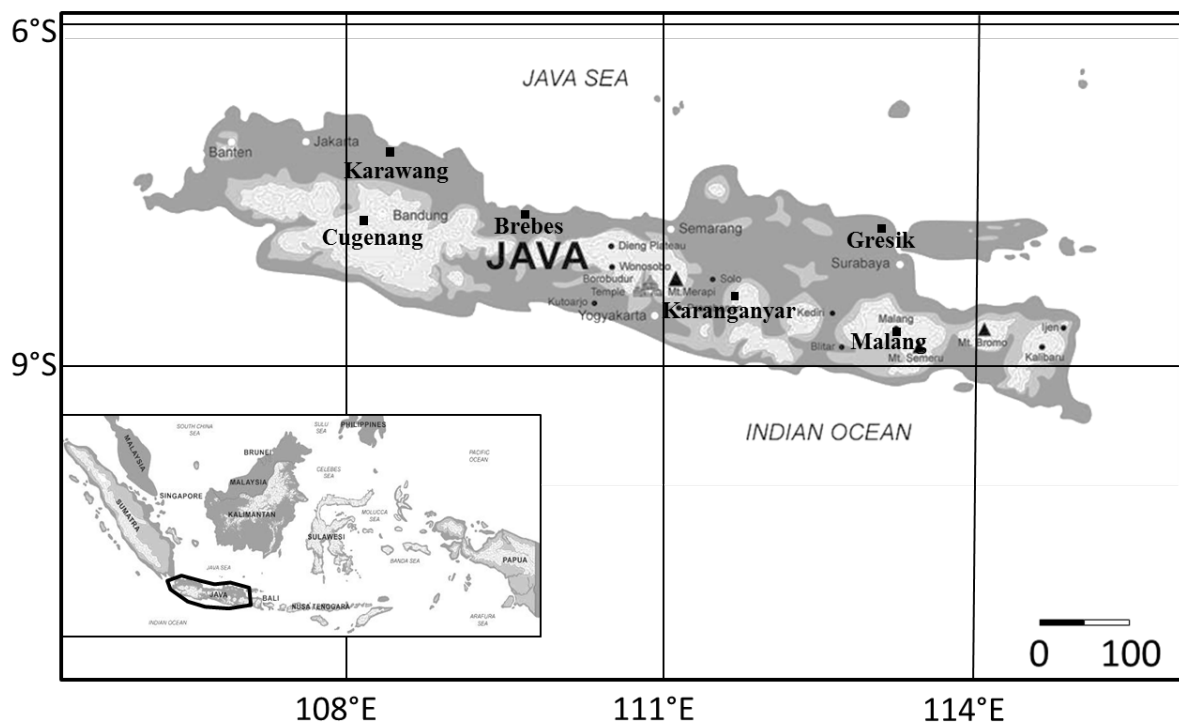 6°S
JAVA SEA
Banten
Jakarta
Karawang
Bandung
Cugenang
Brebes
JAVA
Semarang
Gresik
Surabaya
Dieng Plateau
Wonosobo
Borobudur
Temple
Mt.Merapi
Solo
Kutoarjo
Yogyakarta
Karanganyar
Kediri
Malang
Malang
Blitar
Mt. Semeru
Mt. Bromo
Ijen
Kalibaru
9°S
INDIAN OCEAN
SOUTH CHINA
SEA
SULU
SEA
PHILIPPINES
MALAYSIA
BRUNEI
PACIFIC
OCEAN
CELEBES
SEA
MALAYSIA
SINGAPORE
KALIMANTAN
MOLUCCA
SEA
SUMATRA
SULAWESI
PAPUA
BANDA SEA
JAVA SEA
JAVA
BALI
NUSA TENGGARA
INDIAN OCEAN
ARAFURA
SEA
0 100
108°E
111°E
114°E